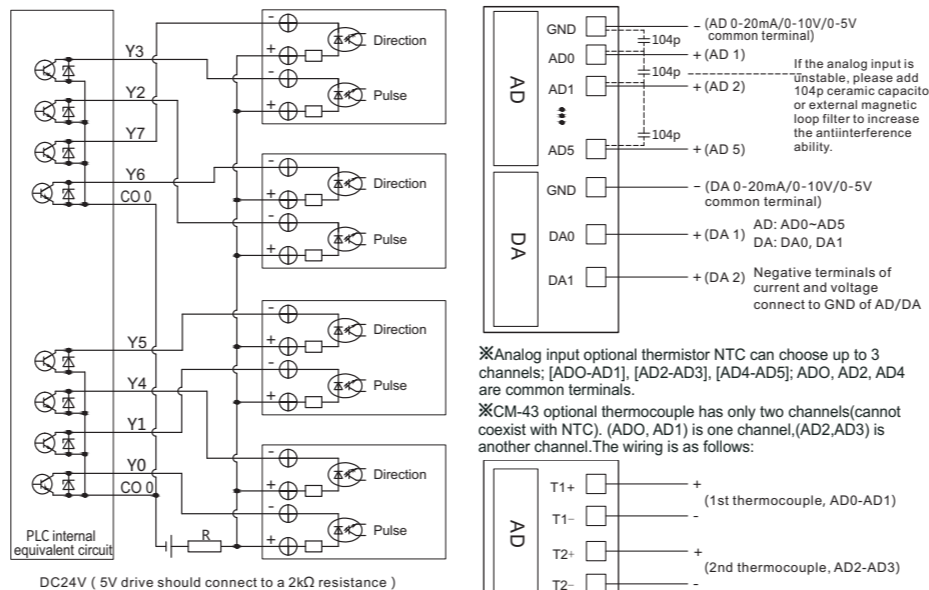 Y3
Y2
Y7
Y6
CO 0
Y5
Y4
Y1
Y0
CO 0
PLC internal
equivalent circuit
R
DC24V ( 5V drive should connect to a 2kΩ resistance )
-
+
Direction
-
+
Pulse
-
+
Direction
-
+
Pulse
-
+
Direction
-
+
Pulse
-
+
Direction
-
+
Pulse
AD
GND
AD0
AD1
AD5
104p
104p
104p
- (AD 0-20mA/0-10V/0-5V
common terminal)
+ (AD 1)
+ (AD 2)
+ (AD 5)
If the analog input is
unstable, please add
104p ceramic capacito
or external magnetic
loop filter to increase
the antiinterference
ability.
DA
GND
DA0
DA1
- (DA 0-20mA/0-10V/0-5V
common terminal)
+ (DA 1)
+ (DA 2)
AD: AD0~AD5
DA: DA0, DA1
Negative terminals of
current and voltage
connect to GND of AD/DA
※Analog input optional thermistor NTC can choose up to 3
channels; [ADO-AD1], [AD2-AD3], [AD4-AD5]; ADO, AD2, AD4
are common terminals.
※CM-43 optional thermocouple has only two channels(cannot
coexist with NTC). (ADO, AD1) is one channel,(AD2,AD3) is
another channel.The wiring is as follows:
AD
T1+
T1-
T2+
T2-
+
(1st thermocouple, AD0-AD1)
-
+
(2nd thermocouple, AD2-AD3)
-